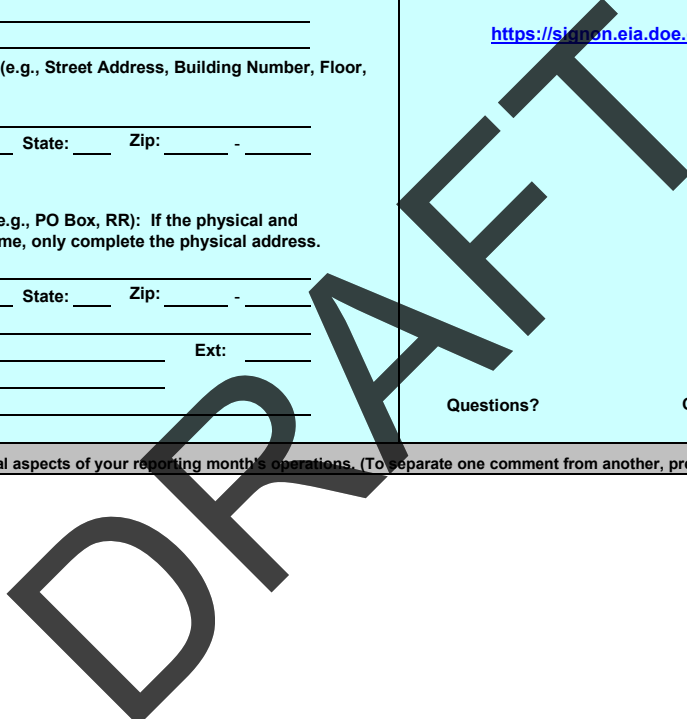 https://signon.eia.doe.
(e.g., Street Address, Building Number, Floor,
State: Zip: -
e.g., PO Box, RR): If the physical and
me, only complete the physical address.
State: Zip: -
Ext:
Questions?
al aspects of your reporting month's operations. (To separate one comment from another, pre
DRAFT